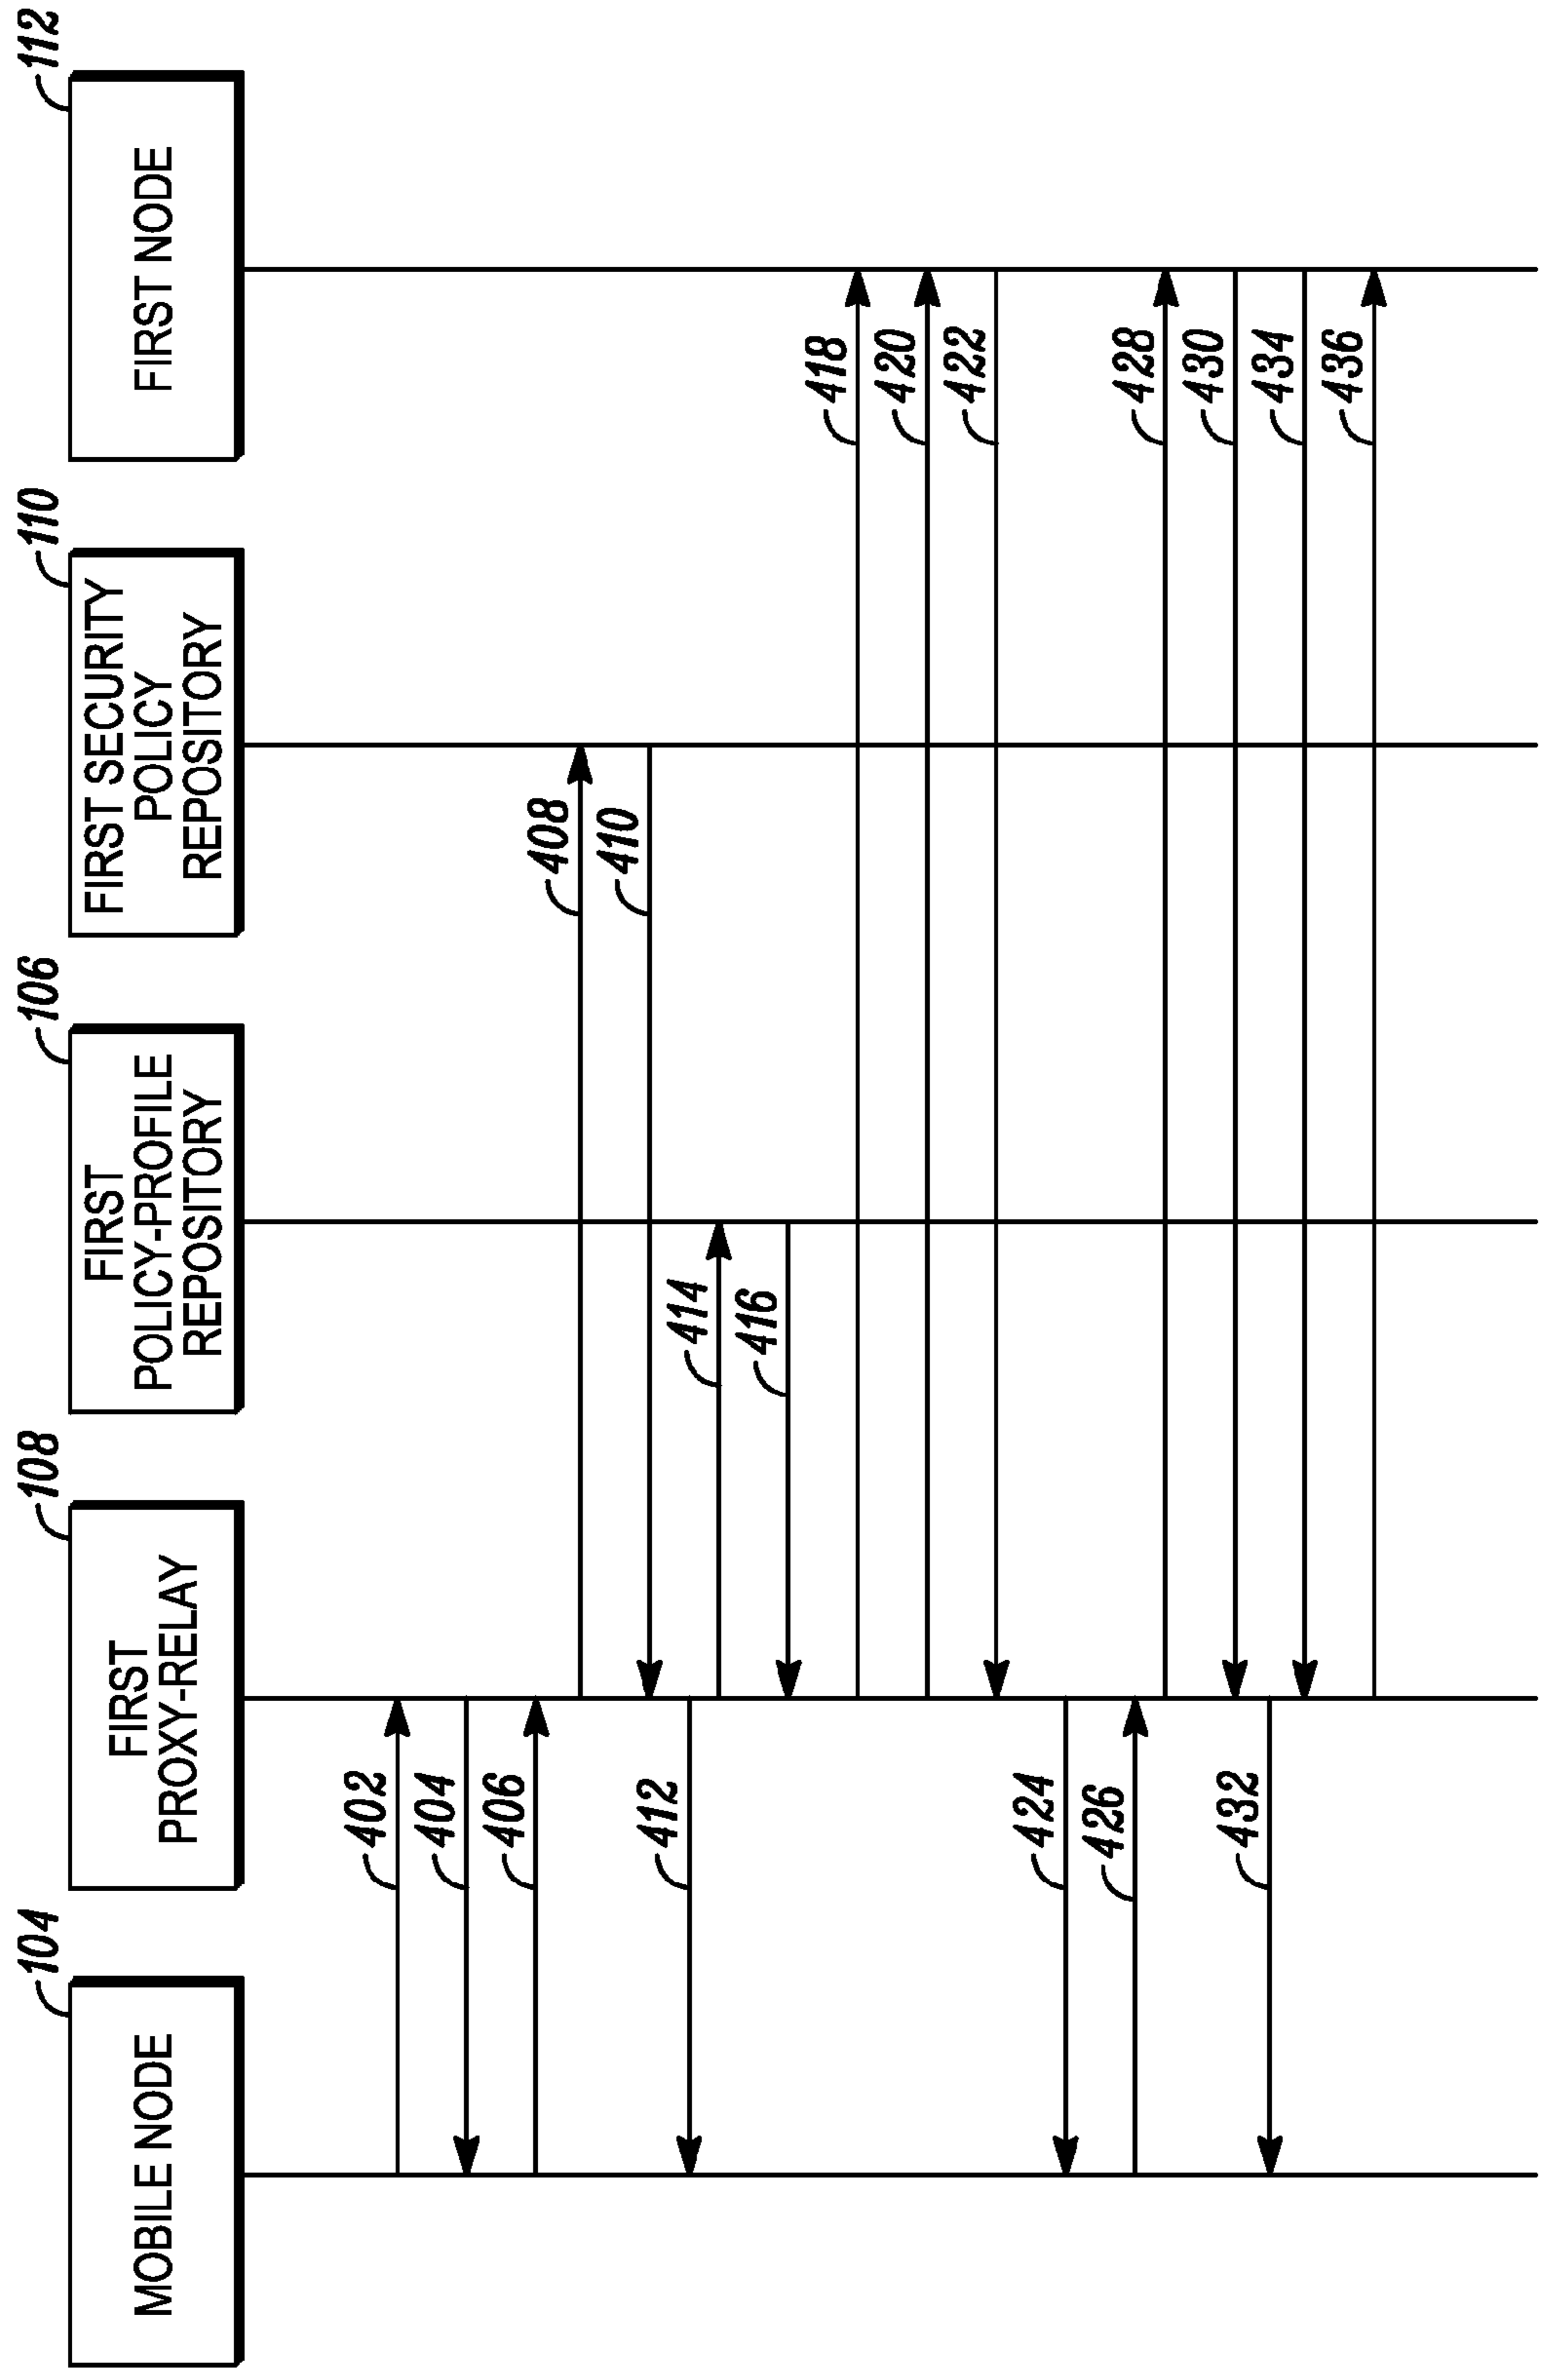 104
MOBILE NODE
108
FIRST
PROXY-RELAY
106
FIRST
POLICY-PROFILE
REPOSITORY
110
FIRST SECURITY
POLICY
REPOSITORY
112
FIRST NODE
402
404
406
408
410
412
414
416
418
420
422
424
426
428
430
432
434
436